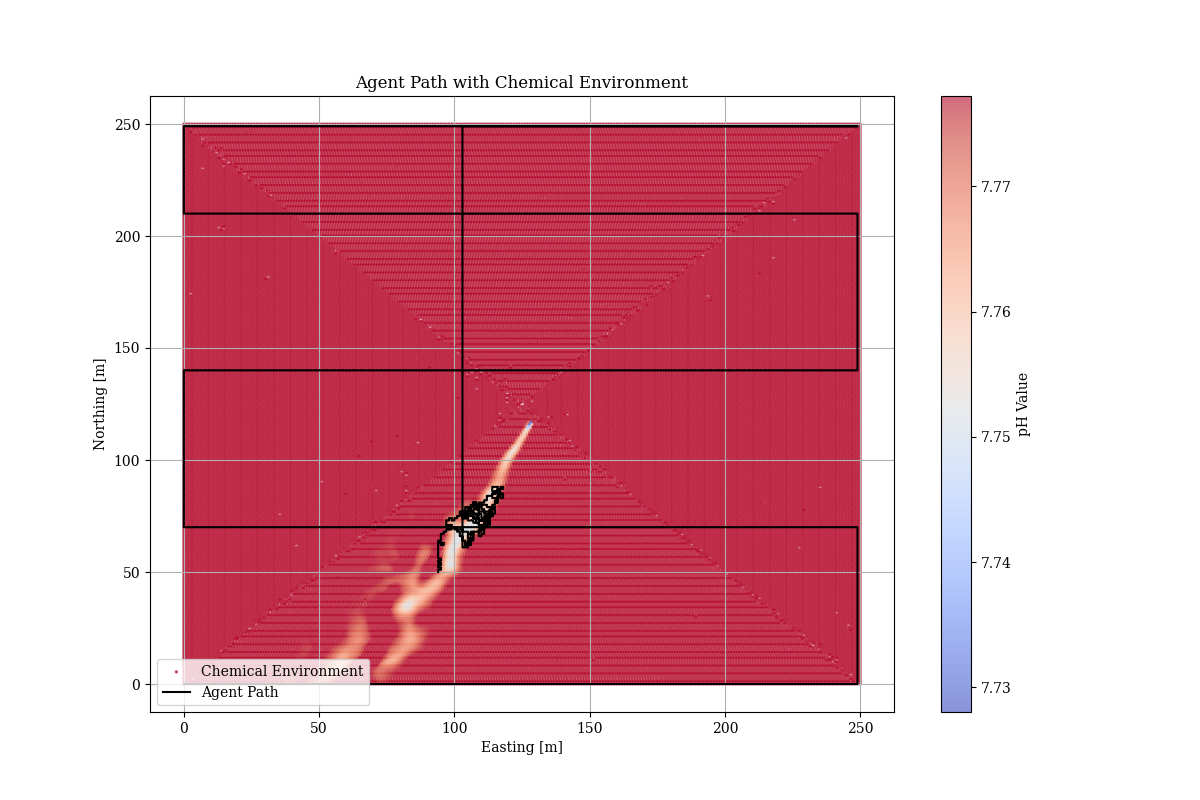 Agent Path with Chemical Environment
250
200
150
100
50
0
Northing [m]
0
50
100
150
200
250
Easting [m]
Chemical Environment
Agent Path
7.77
7.76
7.75
7.74
7.73
pH Value